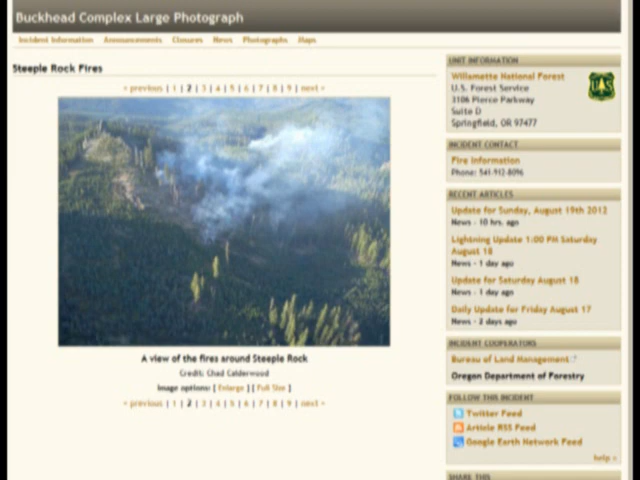 Buckhead Complex Large Photograph
Incident Information Announcements Closures News Photographs Maps
Steeple Rock Fires
« previous | 1 | 2 | 3 | 4 | 5 | 6 | 7 | 8 | 9 | next »
A view of the fires around Steeple Rock
Credit: Chad Calderwood
Image options: [ Enlarge ] [ Full Size ]
« previous | 1 | 2 | 3 | 4 | 5 | 6 | 7 | 8 | 9 | next »
UNIT INFORMATION
Willamette National Forest
U.S. Forest Service
3106 Pierce Parkway
Suite D
Springfield, OR 97477
U S
INCIDENT CONTACT
Fire Information
Phone: 541-912-8096
RECENT ARTICLES
Update for Sunday, August 19th 2012
News - 10 hrs. ago
Lightning Update 1:00 PM Saturday
August 18
News - 1 day ago
Update for Saturday August 18
News - 1 day ago
Daily Update for Friday August 17
News - 2 days ago
INCIDENT COOPERATORS
Bureau of Land Management
Oregon Department of Forestry
FOLLOW THIS INCIDENT
Twitter Feed
Article RSS Feed
Google Earth Network Feed
help »
SHARE THIS